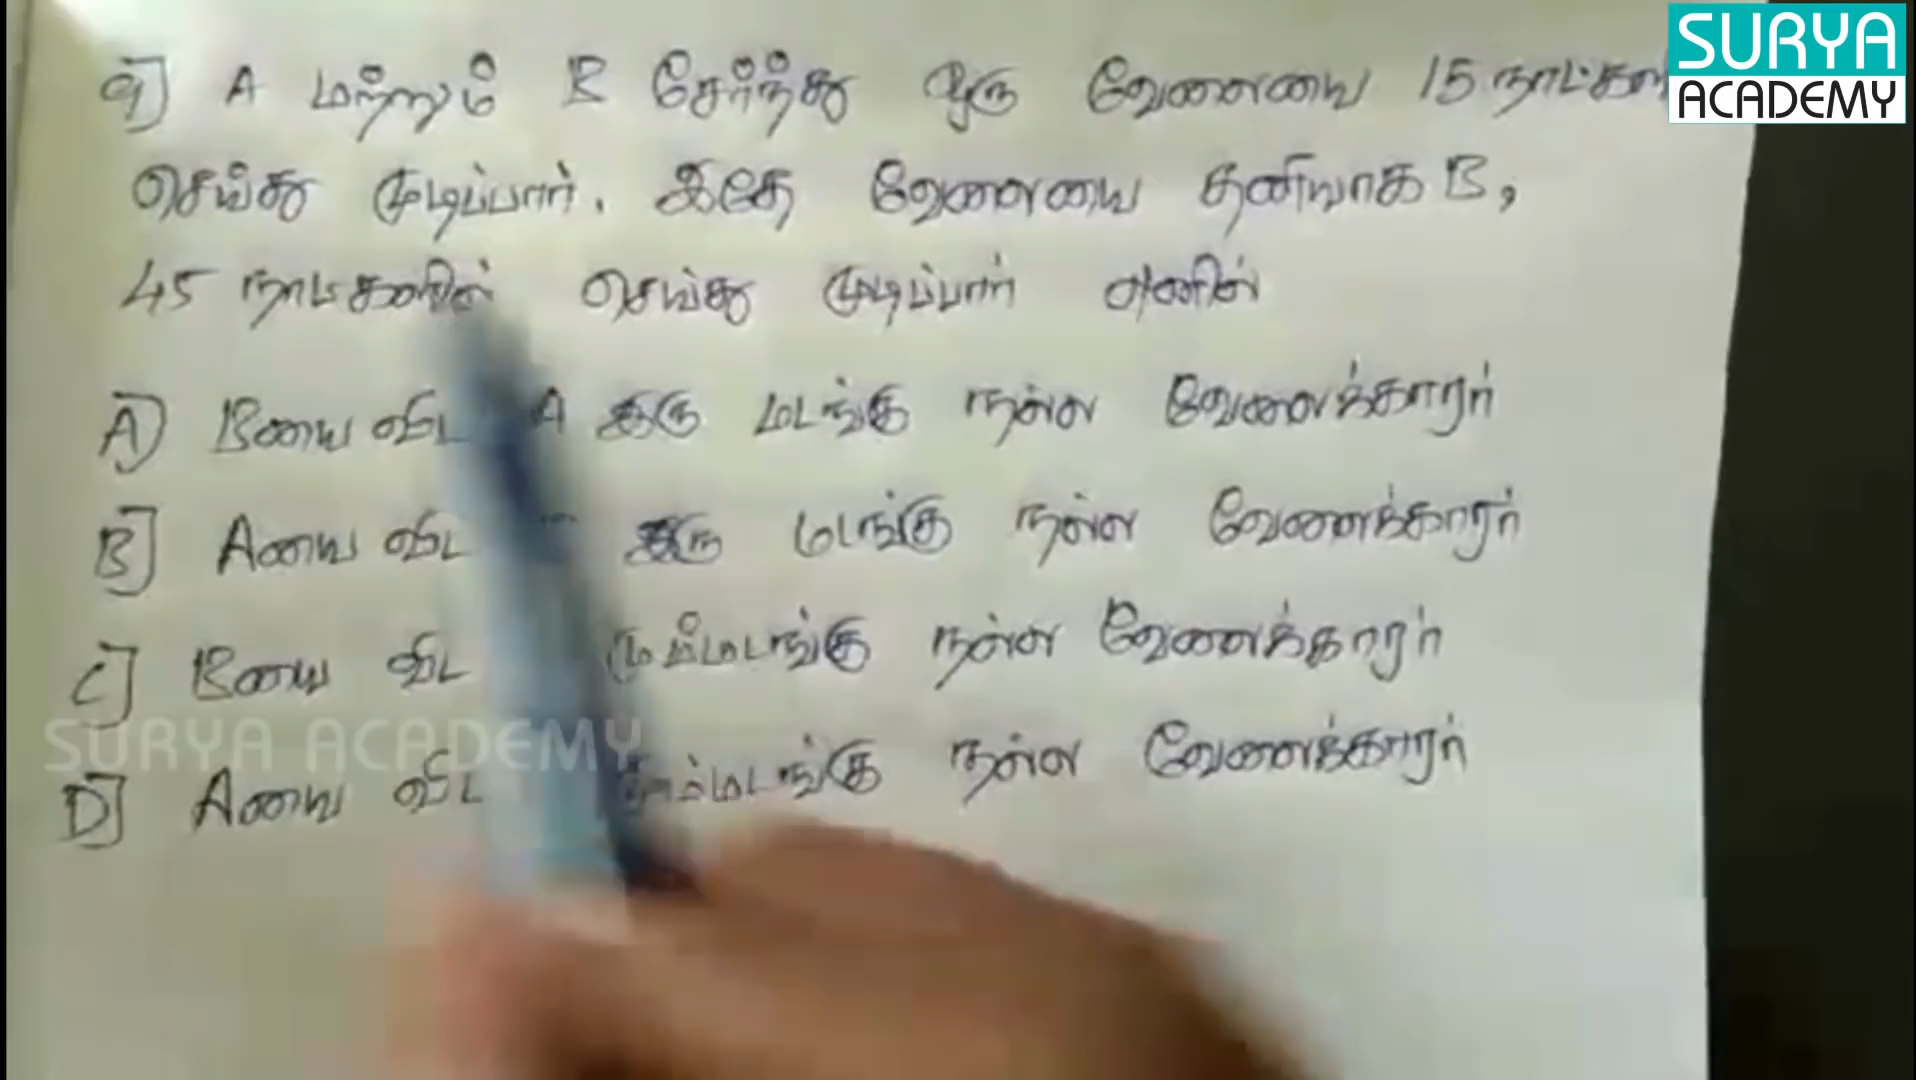 9) A மற்றும் B சேர்ந்து ஒரு வேலையை 15 நாட்கள
செய்து முடிப்பார். இதே வேலையை தனியாக B,
45 நாட்களில் செய்து முடிப்பார் எனில்
A) Bயை விட A இரு மடங்கு நல்ல வேலைக்காரர்
B) Aயை விட இரு மடங்கு நல்ல வேலைக்காரர்
C) Bயை விட மும்மடங்கு நல்ல வேலைக்காரர்
D) Aயை விட மும்மடங்கு நல்ல வேலைக்காரர்
SURYA
ACADEMY
SURYA ACADEMY